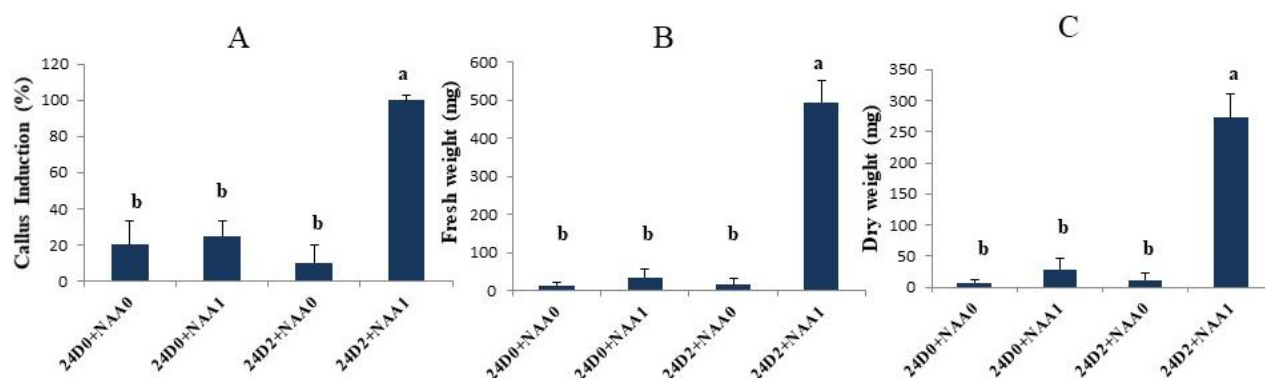 A
Callus Induction (%)
120
100
80
60
40
20
0
b
b
b
a
24D0+NAA0
24D0+NAA1
24D2+NAA0
24D2+NAA1
B
Fresh weight (mg)
600
500
400
300
200
100
0
b
b
b
a
24D0+NAA0
24D0+NAA1
24D2+NAA0
24D2+NAA1
C
Dry weight (mg)
350
300
250
200
150
100
50
0
b
b
b
a
24D0+NAA0
24D0+NAA1
24D2+NAA0
24D2+NAA1